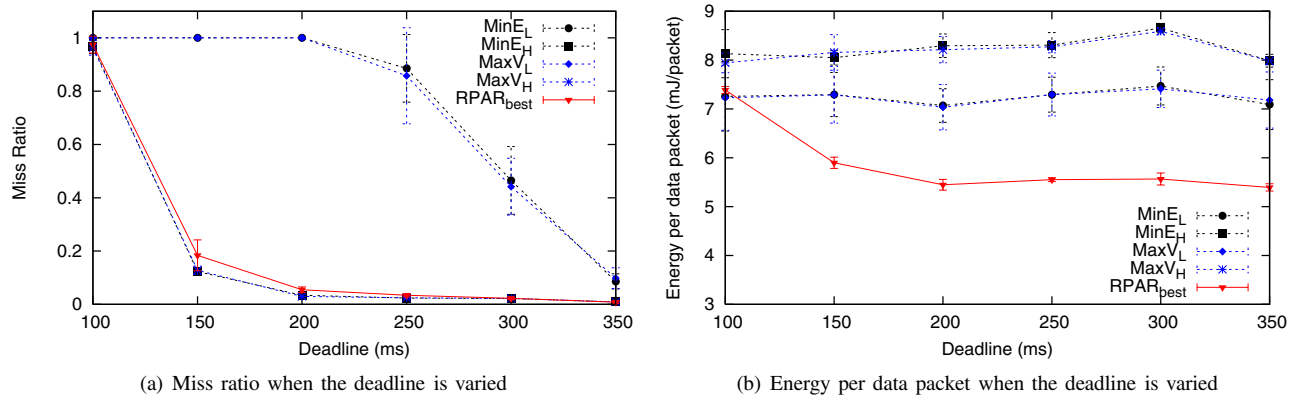 1
0.8
0.6
0.4
0.2
0
Miss Ratio
100 150 200 250 300 350
Deadline (ms)
MinE_L
MinE_H
MaxV_L
MaxV_H
RPAR_best
(a) Miss ratio when the deadline is varied
9
8
7
6
5
4
3
Energy per data packet (mJ/packet)
100 150 200 250 300 350
Deadline (ms)
MinE_L
MinE_H
MaxV_L
MaxV_H
RPAR_best
(b) Energy per data packet when the deadline is varied